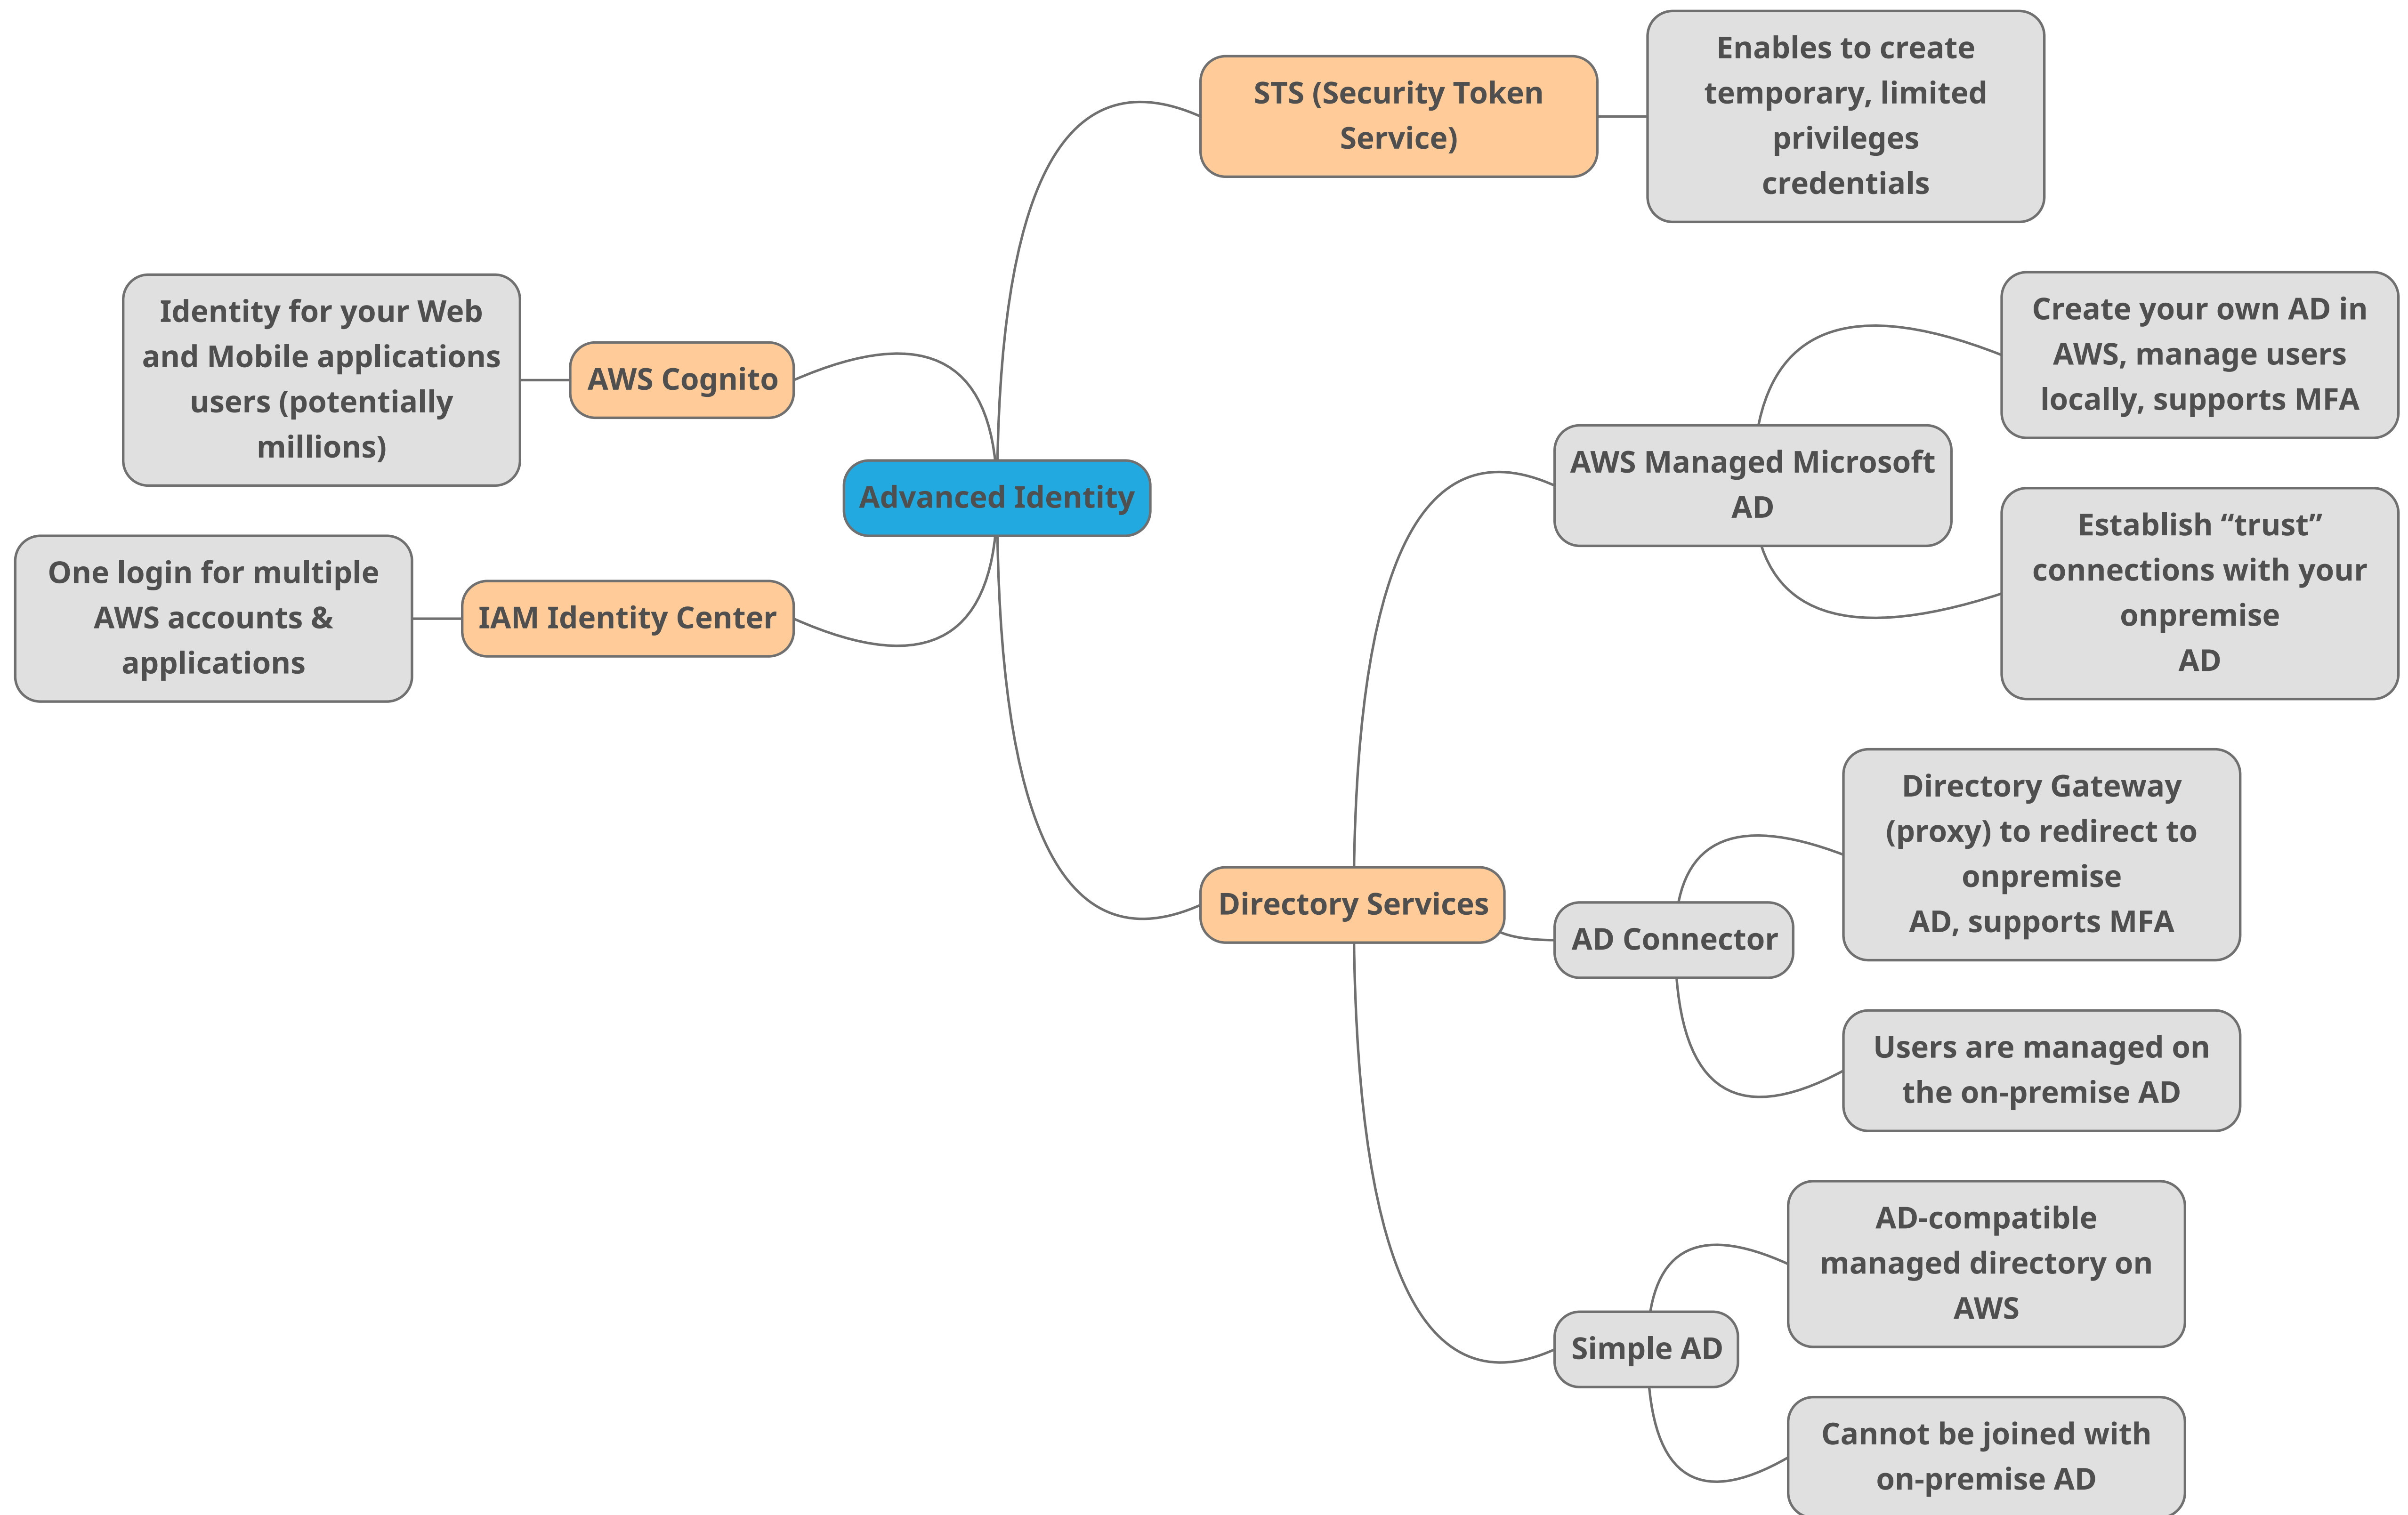 Enables to create
temporary, limited
privileges
credentials
STS (Security Token
Service)
Identity for your Web
and Mobile applications
users (potentially
millions)
AWS Cognito
Advanced Identity
One login for multiple
AWS accounts &
applications
IAM Identity Center
Create your own AD in
AWS, manage users
locally, supports MFA
AWS Managed Microsoft
AD
Establish “trust”
connections with your
onpremise
AD
Directory Services
Directory Gateway
(proxy) to redirect to
onpremise
AD, supports MFA
AD Connector
Users are managed on
the on-premise AD
AD-compatible
managed directory on
AWS
Simple AD
Cannot be joined with
on-premise AD